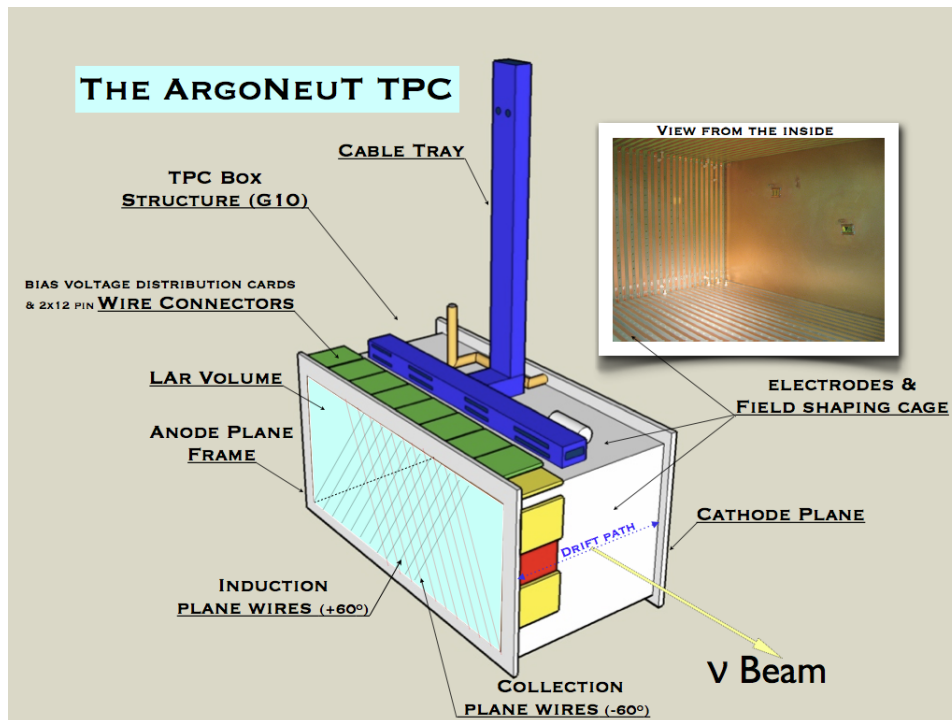 The ArgoNeuT TPC
View from the inside
Cable Tray
TPC Box
Structure (G10)
bias voltage distribution cards
& 2x12 pin Wire Connectors
LAr Volume
electrodes &
Field shaping cage
Anode Plane
Frame
Cathode Plane
Drift path
Induction
plane wires (+60°)
ν Beam
Collection
plane wires (-60°)